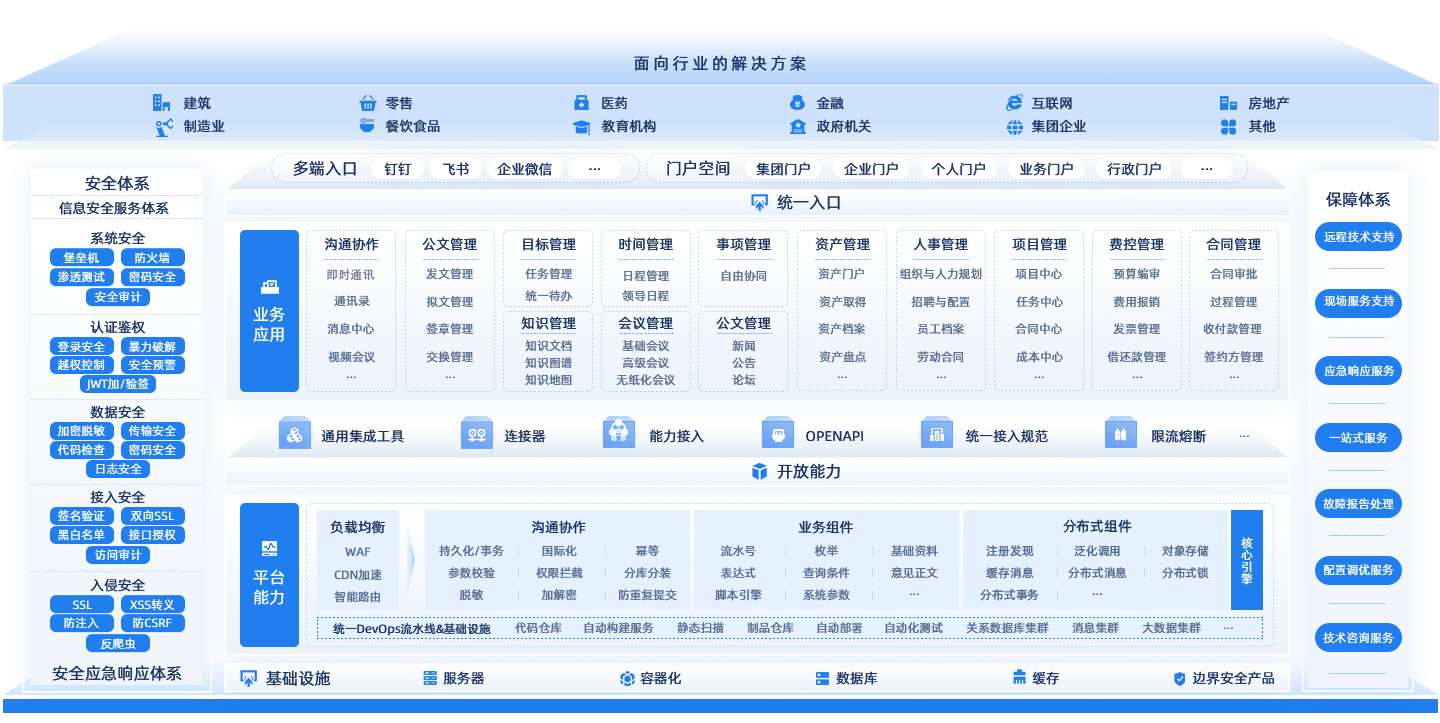 面向行业的解决方案
建筑 零售 医药 金融 互联网 房地产
制造业 餐饮食品 教育机构 政府机关 集团企业 其他
安全体系
信息安全服务体系
系统安全
堡垒机 防火墙
渗透测试 密码安全
安全审计
认证鉴权
登录安全 暴力破解
越权控制 安全预警
JWT加/验签
数据安全
加密脱敏 传输安全
代码检查 密码安全
日志安全
接入安全
签名验证 双向SSL
黑白名单 接口授权
访问审计
入侵安全
SSL XSS转义
防注入 防CSRF
反爬虫
安全应急响应体系
多端入口 钉钉 飞书 企业微信 ... 门户空间 集团门户 企业门户 个人门户 业务门户 行政门户 ...
统一入口
业务
应用
沟通协作
即时通讯
通讯录
消息中心
视频会议
...
公文管理
发文管理
拟文管理
签章管理
交换管理
...
目标管理
任务管理
统一待办
知识管理
知识文档
知识图谱
知识地图
时间管理
日程管理
领导日程
会议管理
基础会议
高级会议
无纸化会议
事项管理
自由协同
公文管理
新闻
公告
论坛
资产管理
资产门户
资产取得
资产档案
资产盘点
...
人事管理
组织与人力规划
招聘与配置
员工档案
劳动合同
...
项目管理
项目中心
任务中心
合同中心
成本中心
...
费控管理
预算编审
费用报销
发票管理
借还款管理
...
合同管理
合同审批
过程管理
收付款管理
签约方管理
...
通用集成工具 连接器 能力接入 OPENAPI 统一接入规范 限流熔断 ...
开放能力
平台
能力
负载均衡
WAF
CDN加速
智能路由
沟通协作
持久化/事务 国际化 幂等
参数校验 权限拦截 分库分装
脱敏 加解密 防重复提交
业务组件
流水号 枚举 基础资料
表达式 查询条件 意见正文
脚本引擎 系统参数 ...
分布式组件
注册发现 泛化调用 对象存储
缓存消息 分布式消息 分布式锁
分布式事务 ...
核心引擎
统一DevOps流水线&基础设施 代码仓库 自动构建服务 静态扫描 制品仓库 自动部署 自动化测试 关系数据库集群 消息集群 大数据集群 ...
基础设施 服务器 容器化 数据库 缓存 边界安全产品
保障体系
远程技术支持
现场服务支持
应急响应服务
一站式服务
故障报告处理
配置调优服务
技术咨询服务